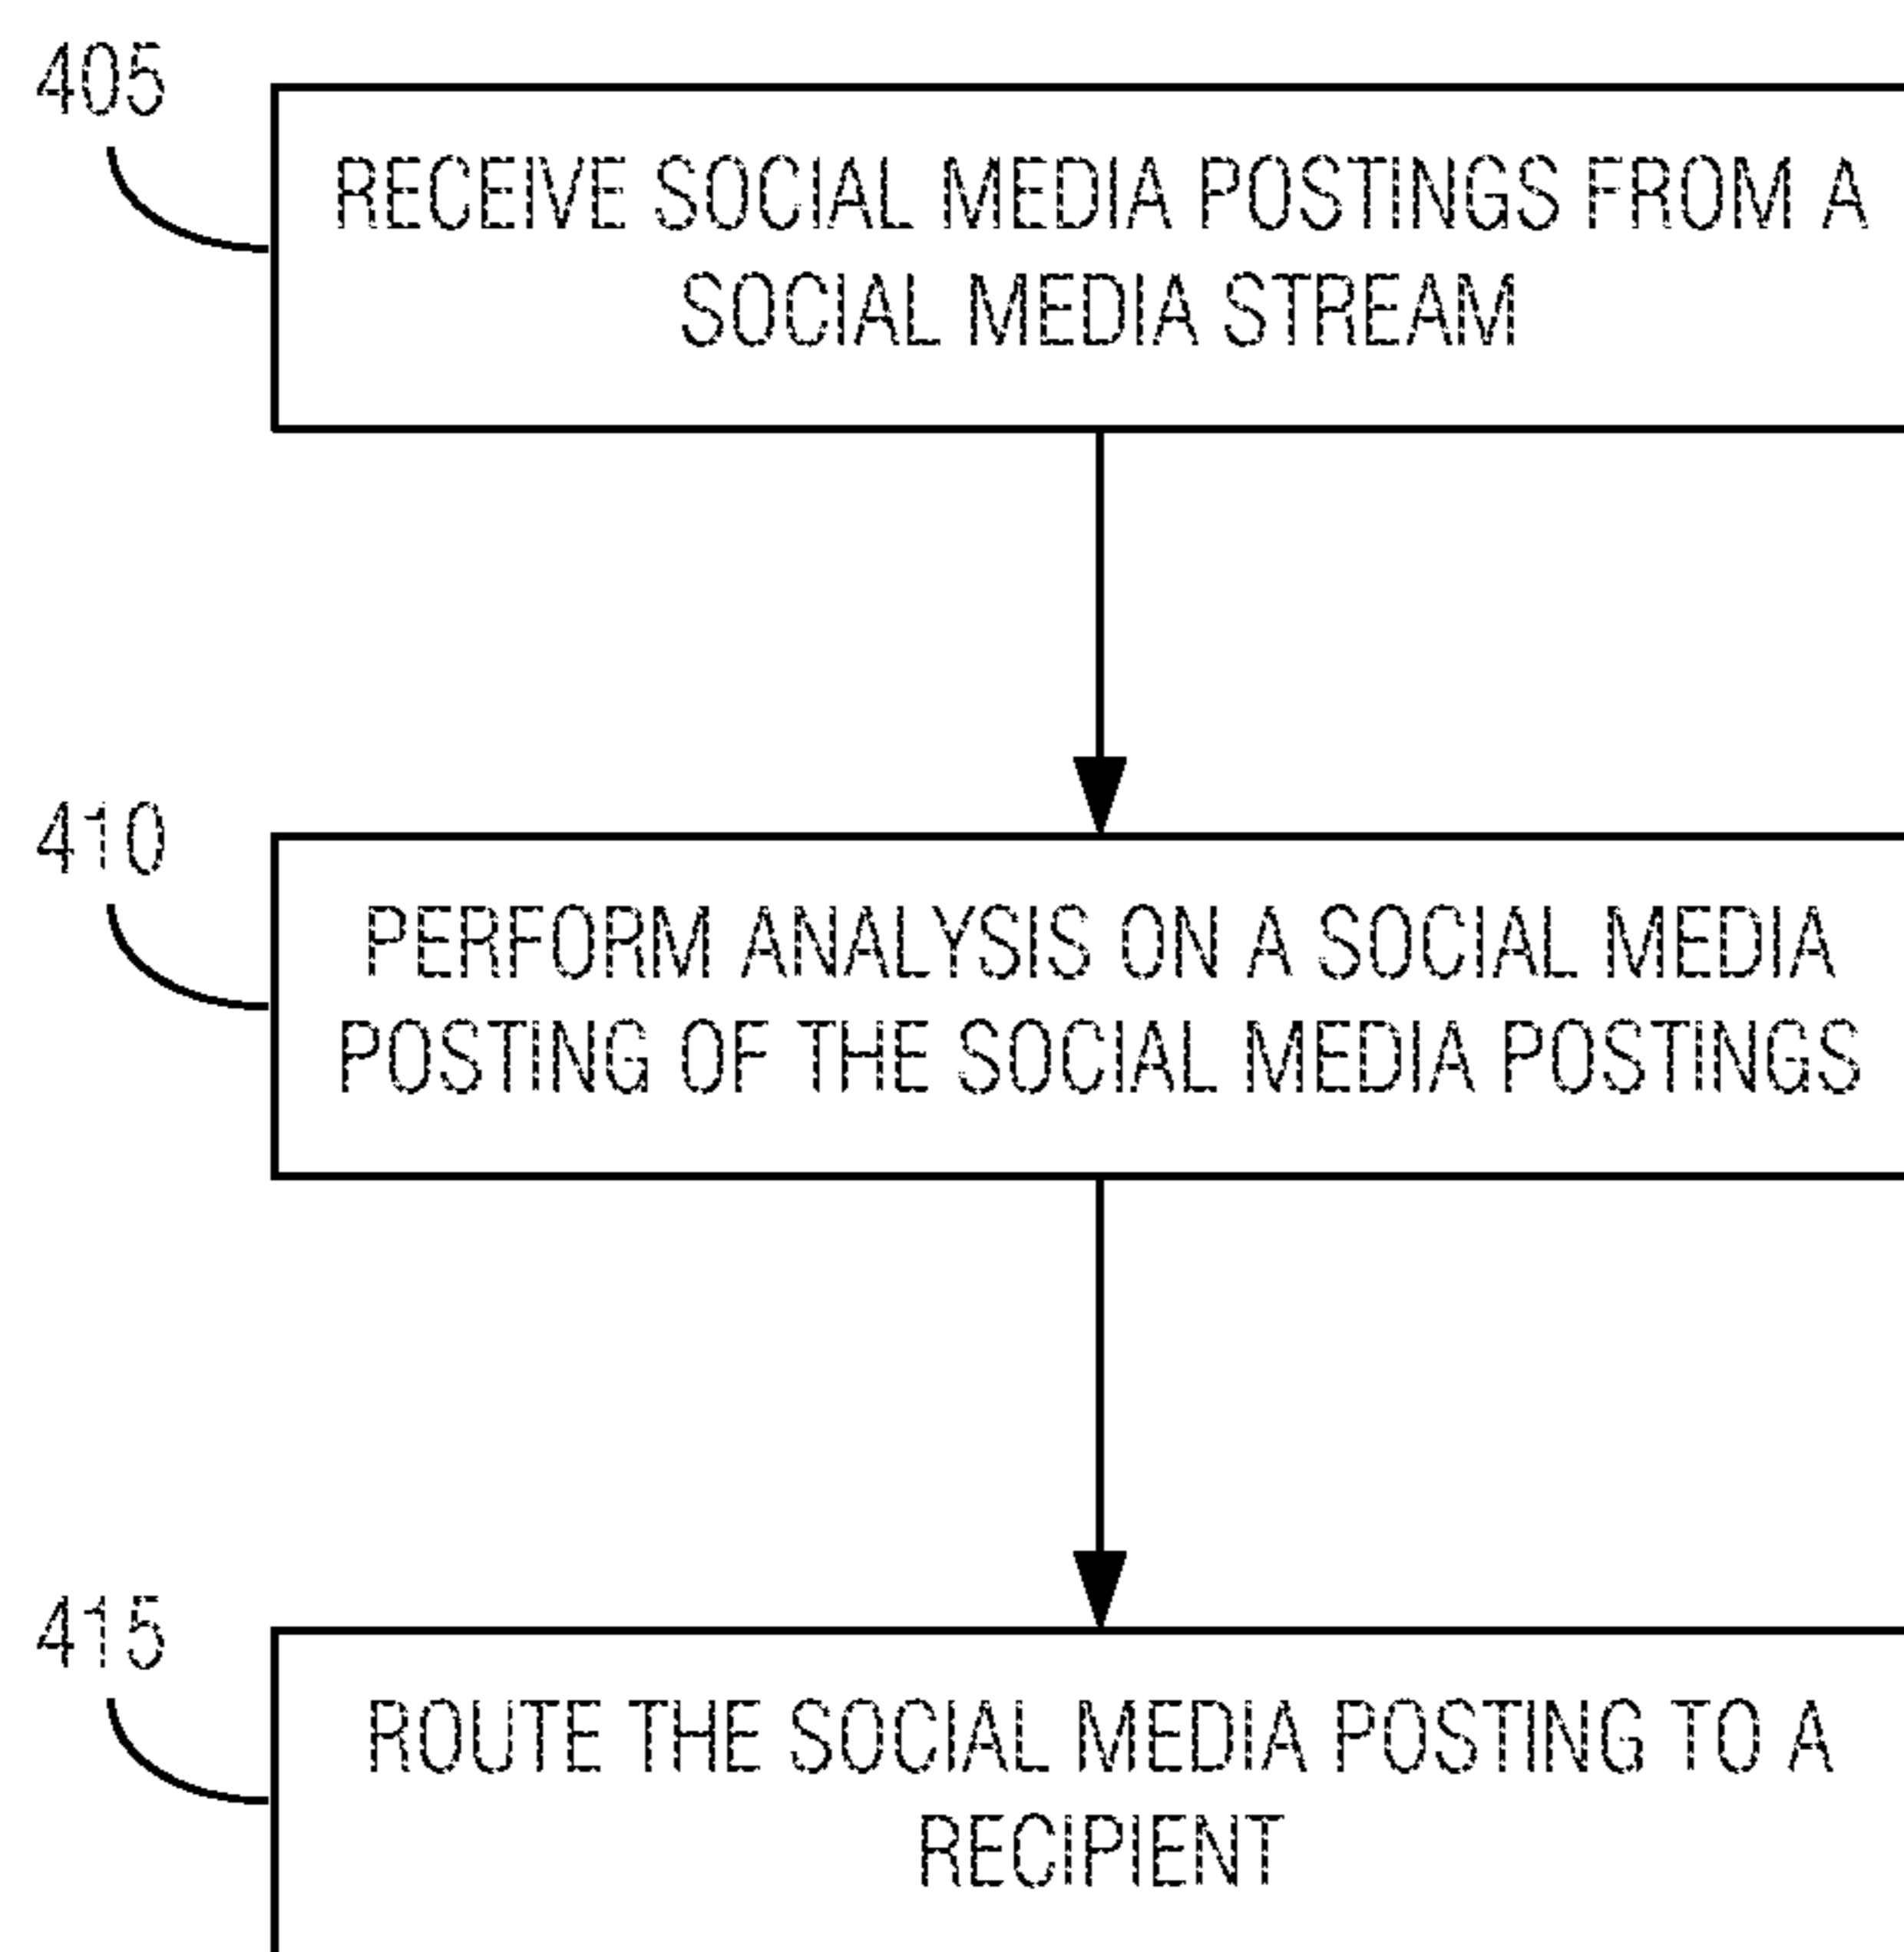 405
RECEIVE SOCIAL MEDIA POSTINGS FROM A
SOCIAL MEDIA STREAM
410
PERFORM ANALYSIS ON A SOCIAL MEDIA
POSTING OF THE SOCIAL MEDIA POSTINGS
415
ROUTE THE SOCIAL MEDIA POSTING TO A
RECIPIENT